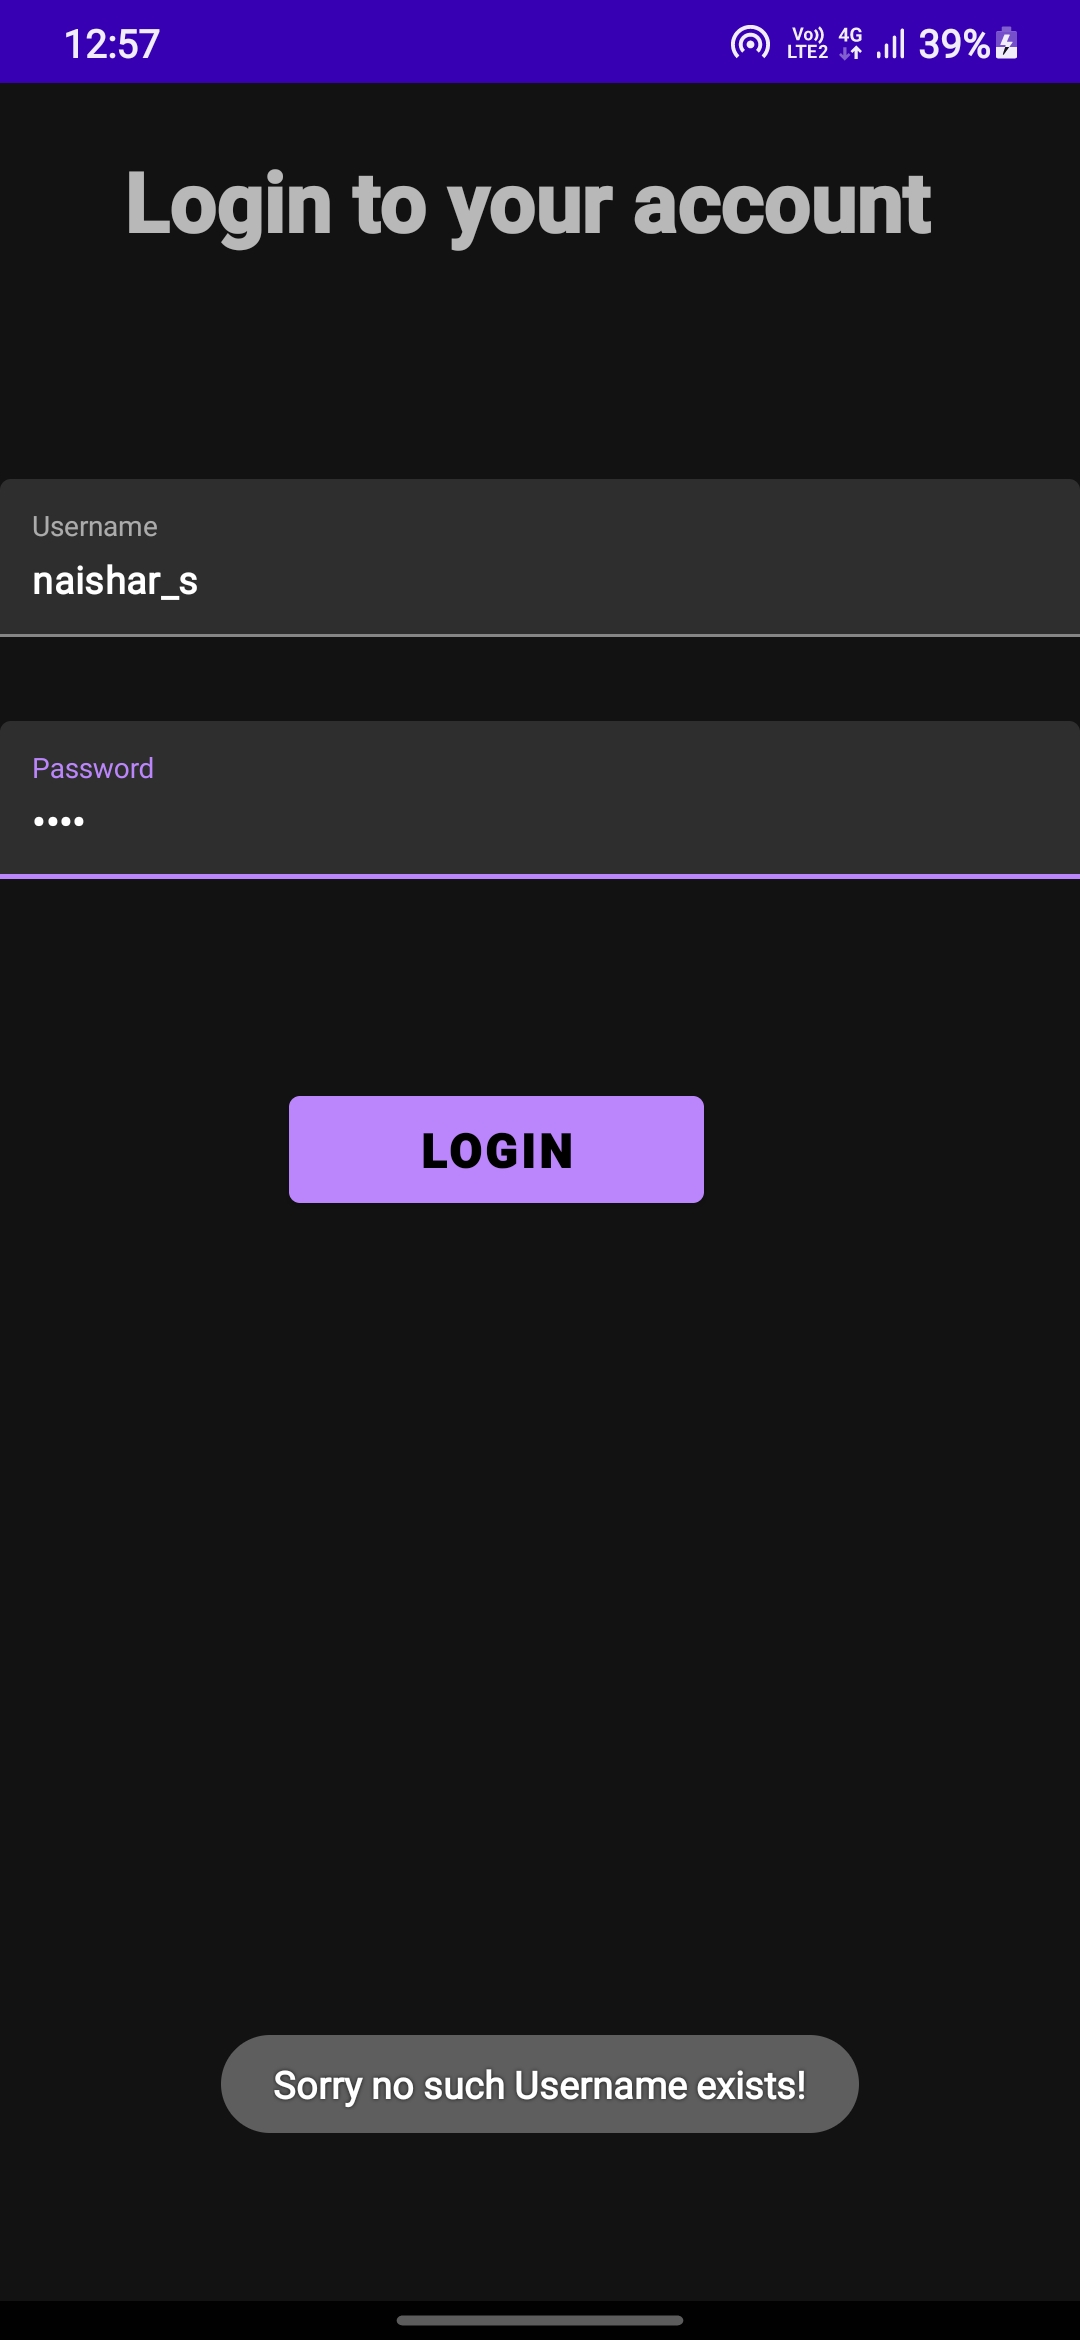 12:57 Vo)) LTE2 4G 39%
Login to your account
Username
naishar_s
Password
••••
LOGIN
Sorry no such Username exists!